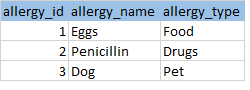 allergy_id allergy_name allergy_type
1 Eggs Food
2 Penicillin Drugs
3 Dog Pet